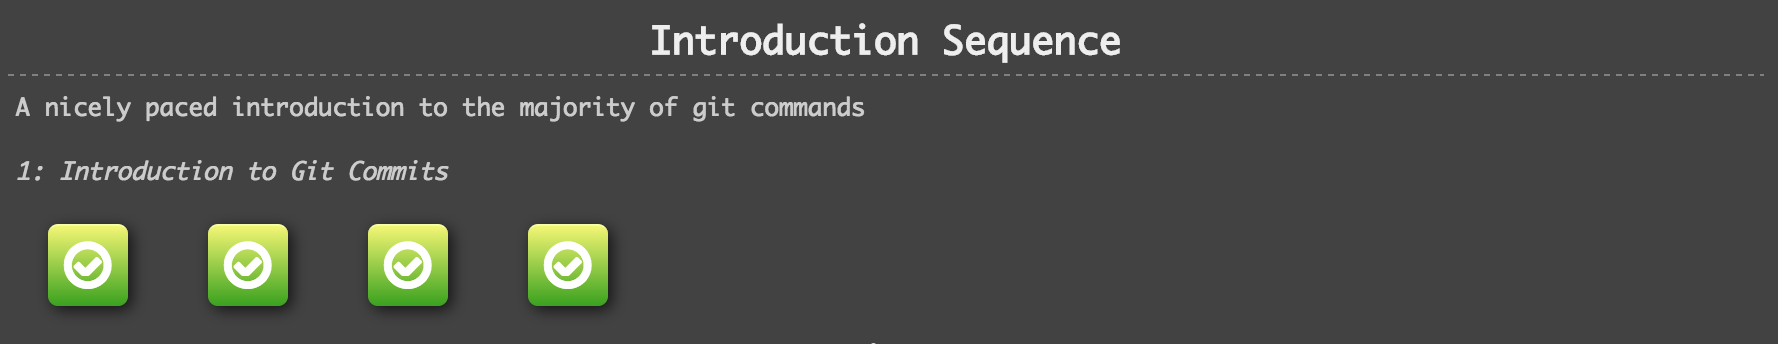 Introduction Sequence
A nicely paced introduction to the majority of git commands
1: Introduction to Git Commits